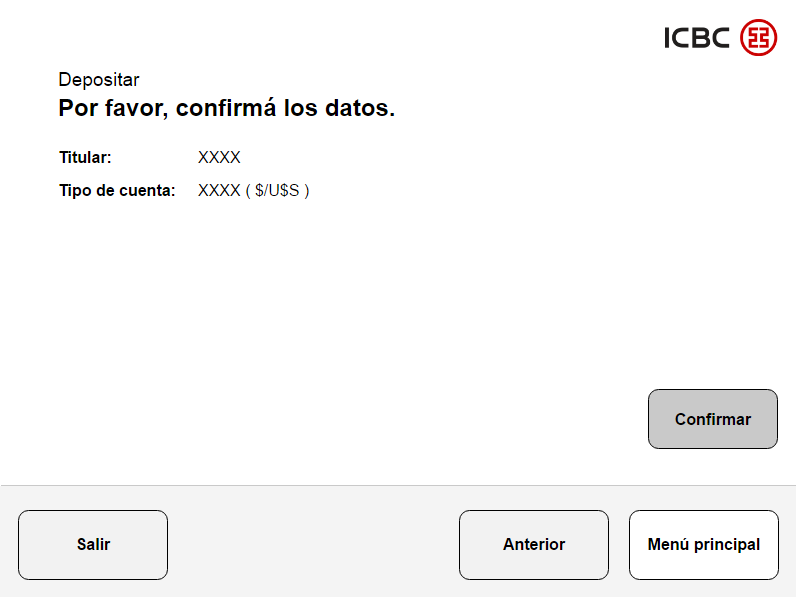 ICBC
Depositar
Por favor, confirmá los datos.
Titular: XXXX
Tipo de cuenta: XXXX ( $/U$S )
Confirmar
Salir Anterior Menú principal